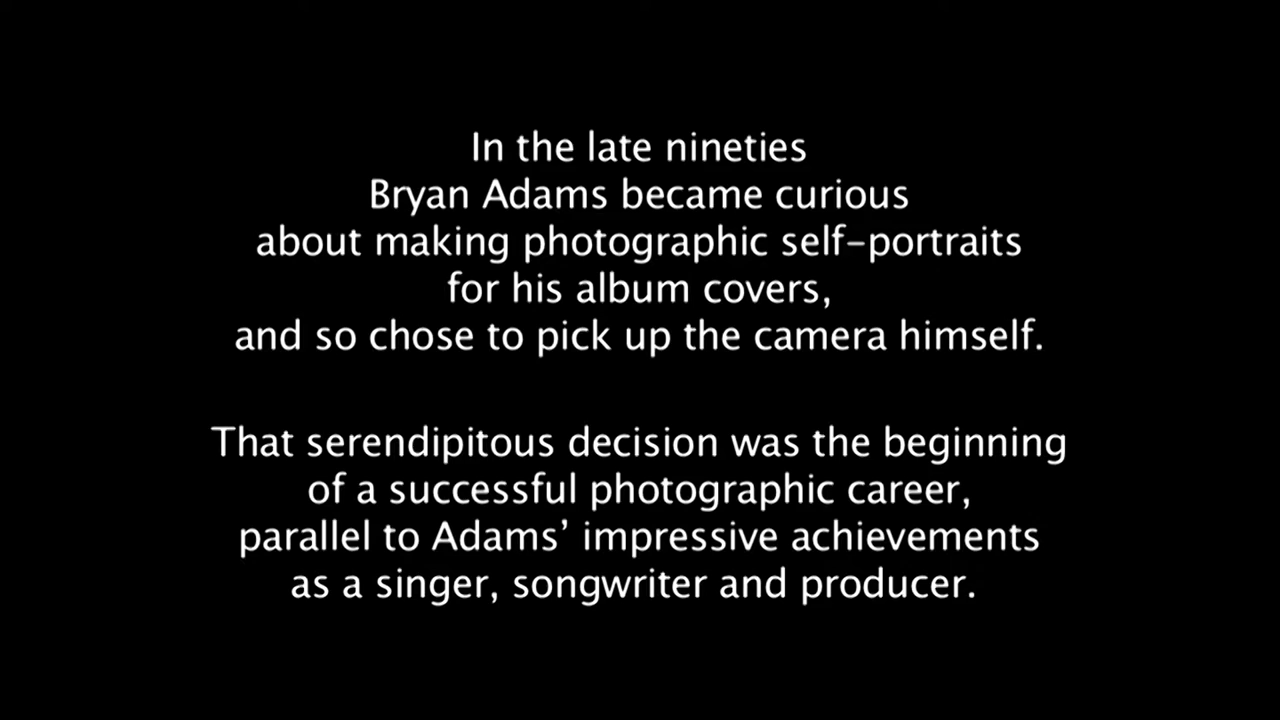 In the late nineties
Bryan Adams became curious
about making photographic self-portraits
for his album covers,
and so chose to pick up the camera himself.
That serendipitous decision was the beginning
of a successful photographic career,
parallel to Adams’ impressive achievements
as a singer, songwriter and producer.